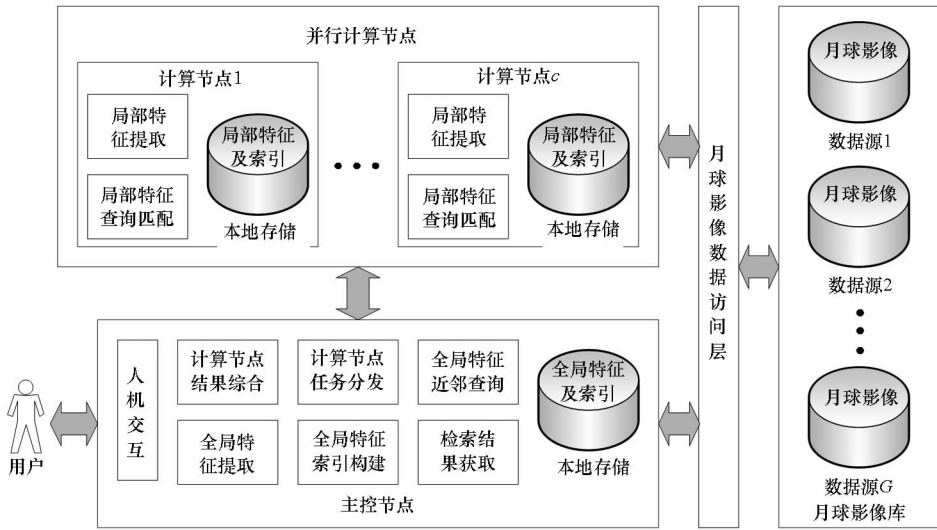 并行计算节点
计算节点1
局部特
征提取
局部特征
查询匹配
局部特征
及索引
本地存储
计算节点c
局部特
征提取
局部特征
查询匹配
局部特征
及索引
本地存储
月球影像数据访问层
月球影像
数据源1
月球影像
数据源2
月球影像
数据源G
月球影像库
用户
人机交互
计算节点
结果综合
计算节点
任务分发
全局特征
近邻查询
全局特
征提取
全局特征
索引构建
检索结
果获取
全局特征
及索引
本地存储
主控节点